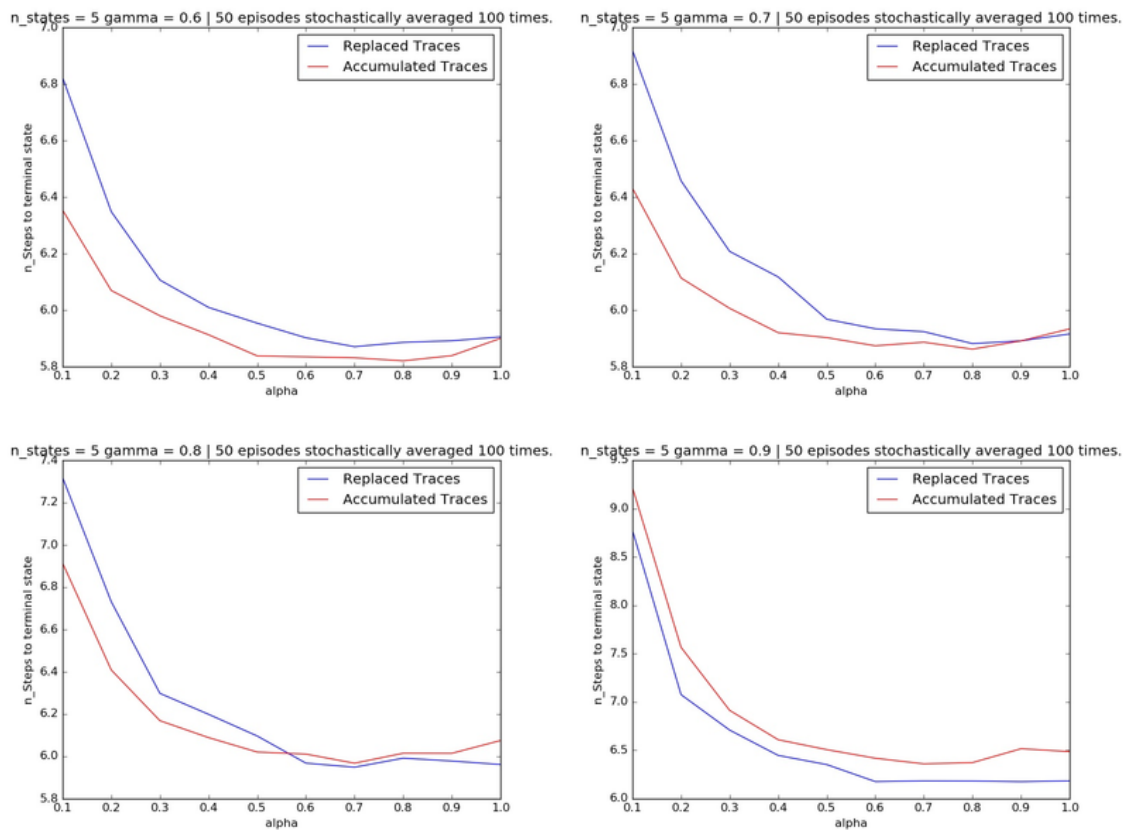 n_states = 5 gamma = 0.6 | 50 episodes stochastically averaged 100 times.
7.0
6.8
6.6
6.4
6.2
6.0
5.8
n_Steps to terminal state
Replaced Traces
Accumulated Traces
0.1 0.2 0.3 0.4 0.5 0.6 0.7 0.8 0.9 1.0
alpha
n_states = 5 gamma = 0.7 | 50 episodes stochastically averaged 100 times.
7.0
6.8
6.6
6.4
6.2
6.0
5.8
n_Steps to terminal state
Replaced Traces
Accumulated Traces
0.1 0.2 0.3 0.4 0.5 0.6 0.7 0.8 0.9 1.0
alpha
n_states = 5 gamma = 0.8 | 50 episodes stochastically averaged 100 times.
7.4
7.2
7.0
6.8
6.6
6.4
6.2
6.0
5.8
n_Steps to terminal state
Replaced Traces
Accumulated Traces
0.1 0.2 0.3 0.4 0.5 0.6 0.7 0.8 0.9 1.0
alpha
n_states = 5 gamma = 0.9 | 50 episodes stochastically averaged 100 times.
9.5
9.0
8.5
8.0
7.5
7.0
6.5
6.0
n_Steps to terminal state
Replaced Traces
Accumulated Traces
0.1 0.2 0.3 0.4 0.5 0.6 0.7 0.8 0.9 1.0
alpha